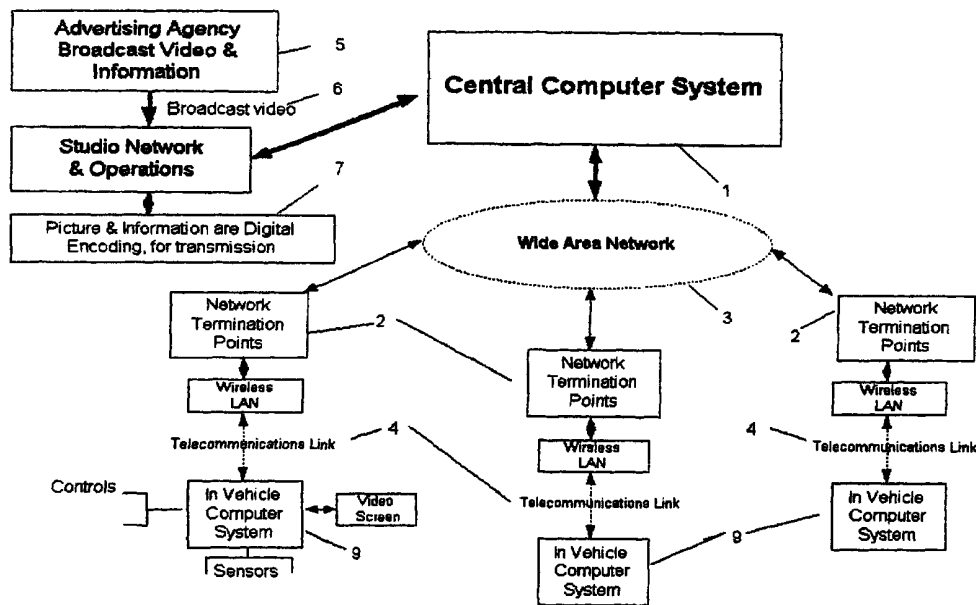 Advertising Agency
Broadcast Video &
Information
5
6
Broadcast video
Central Computer System
Studio Network
& Operations
7
1
Picture & Information are Digital
Encoding, for transmission
Wide Area Network
3
Network
Termination
Points
2
Network
Termination
Points
2
Network
Termination
Points
Wireless
LAN
Wireless
LAN
Wireless
LAN
Telecommunications Link
4
Telecommunications Link
4
Telecommunications Link
Controls
In Vehicle
Computer
System
Video
Screen
9
Sensors
In Vehicle
Computer
System
9
In Vehicle
Computer
System